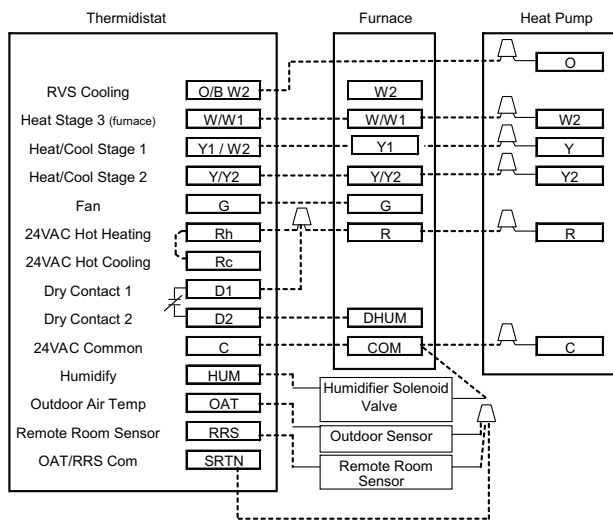 Thermidistat Furnace Heat Pump
O
RVS Cooling O/B W2 W2
Heat Stage 3 (furnace) W/W1 W/W1 W2
Heat/Cool Stage 1 Y1 / W2 Y1 Y
Heat/Cool Stage 2 Y/Y2 Y/Y2 Y2
Fan G G
24VAC Hot Heating Rh R R
24VAC Hot Cooling Rc
Dry Contact 1 D1
Dry Contact 2 D2 DHUM
24VAC Common C COM C
Humidify HUM Humidifier Solenoid
Valve
Outdoor Air Temp OAT
Remote Room Sensor RRS Outdoor Sensor
OAT/RRS Com SRTN Remote Room
Sensor